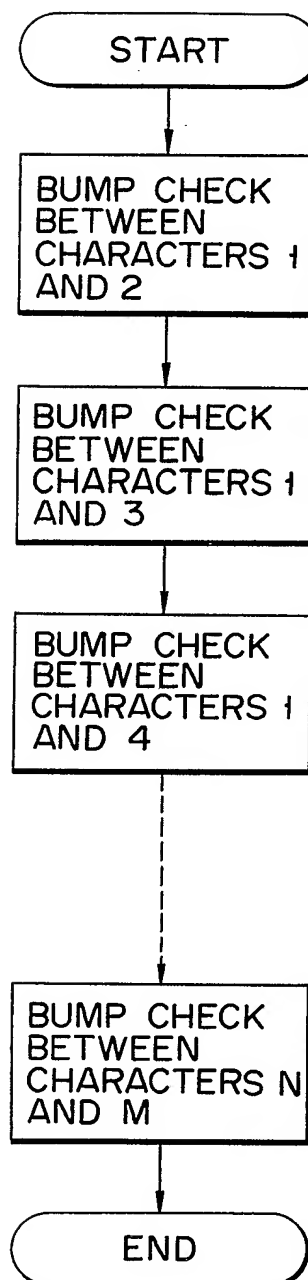 START
BUMP CHECK
BETWEEN
CHARACTERS 1
AND 2
BUMP CHECK
BETWEEN
CHARACTERS 1
AND 3
BUMP CHECK
BETWEEN
CHARACTERS 1
AND 4
BUMP CHECK
BETWEEN
CHARACTERS N
AND M
END